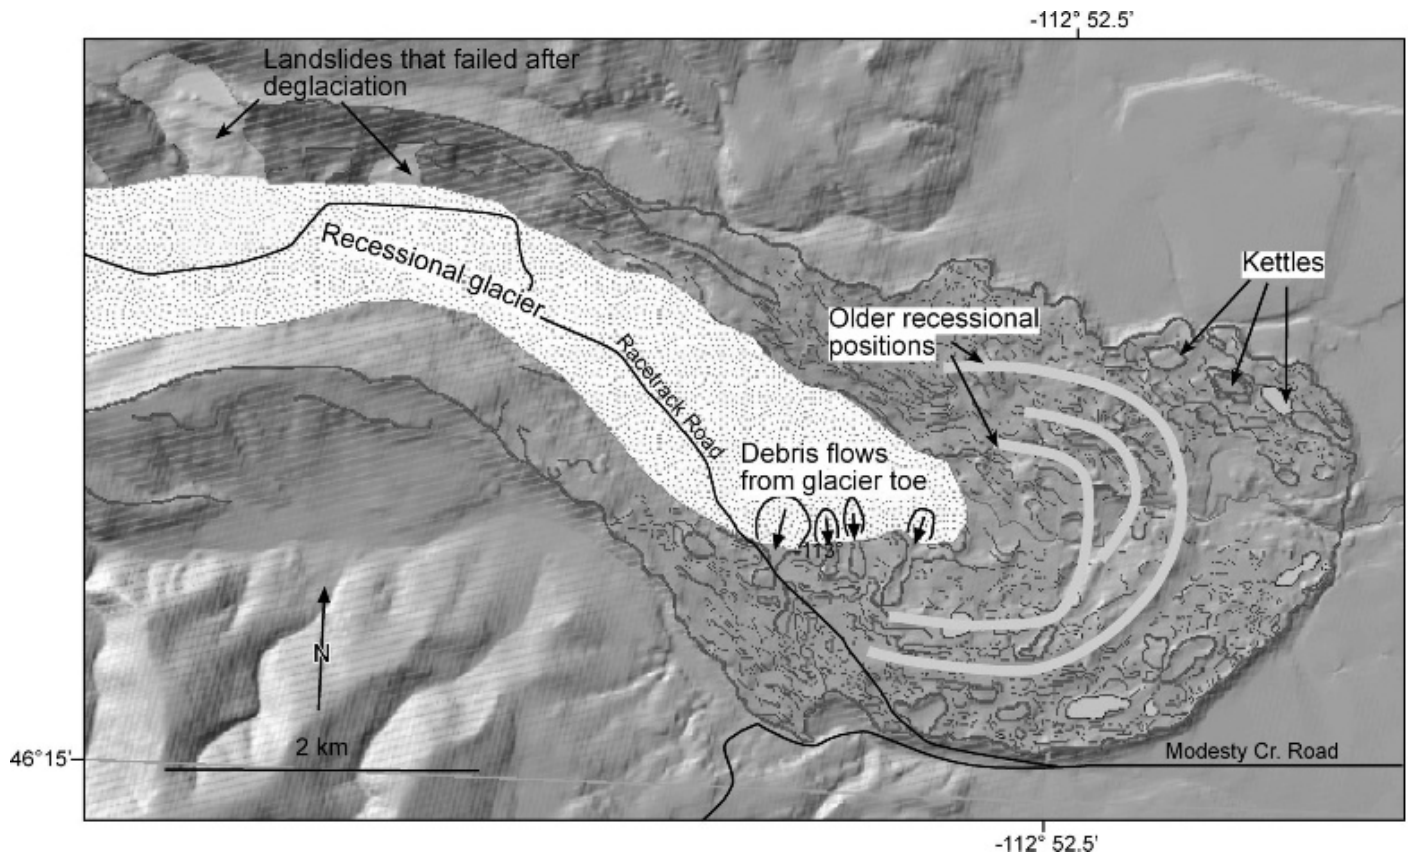 -112° 52.5'
Landslides that failed after
deglaciation
Kettles
Recessional glacier
Older recessional
positions
Racetrack Road
Debris flows
from glacier toe
-113
N
2 km
46°15'
Modesty Cr. Road
-112° 52.5'